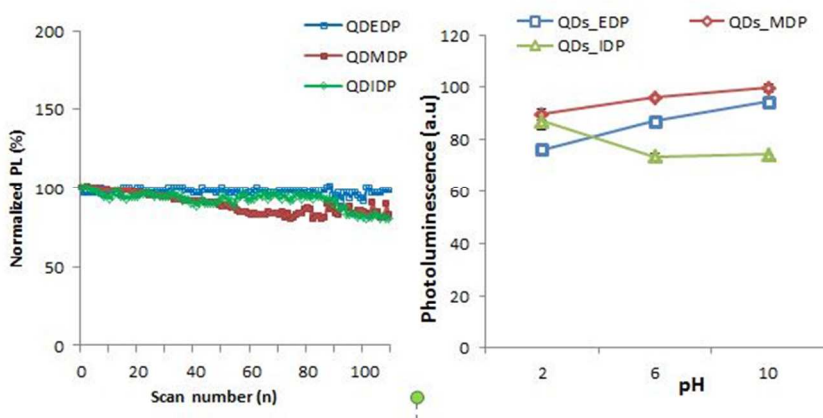 200
150
100
50
0
0 20 40 60 80 100
Normalized PL (%)
Scan number (n)
QDEDP
QDMDP
QDIDP
QDs_EDP QDs_MDP
QDs_IDP
120
100
80
60
40
20
0
2 6 10
Photoluminescence (a.u)
pH